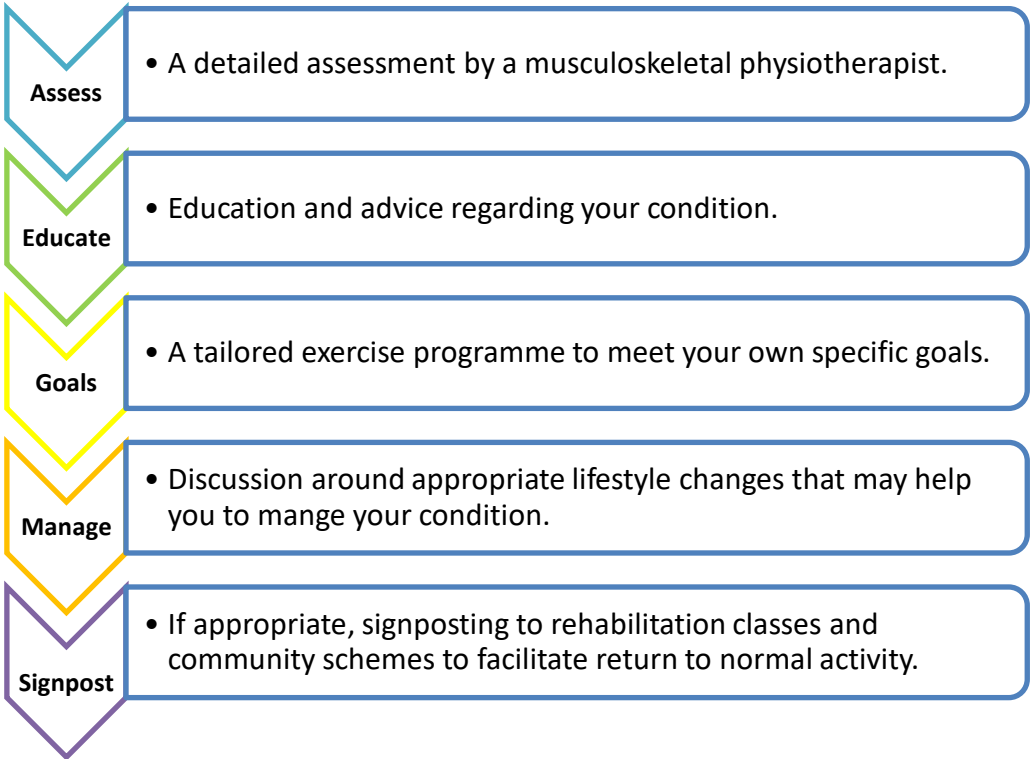 Assess
• A detailed assessment by a musculoskeletal physiotherapist.
Educate
• Education and advice regarding your condition.
Goals
• A tailored exercise programme to meet your own specific goals.
Manage
• Discussion around appropriate lifestyle changes that may help
you to mange your condition.
Signpost
• If appropriate, signposting to rehabilitation classes and
community schemes to facilitate return to normal activity.